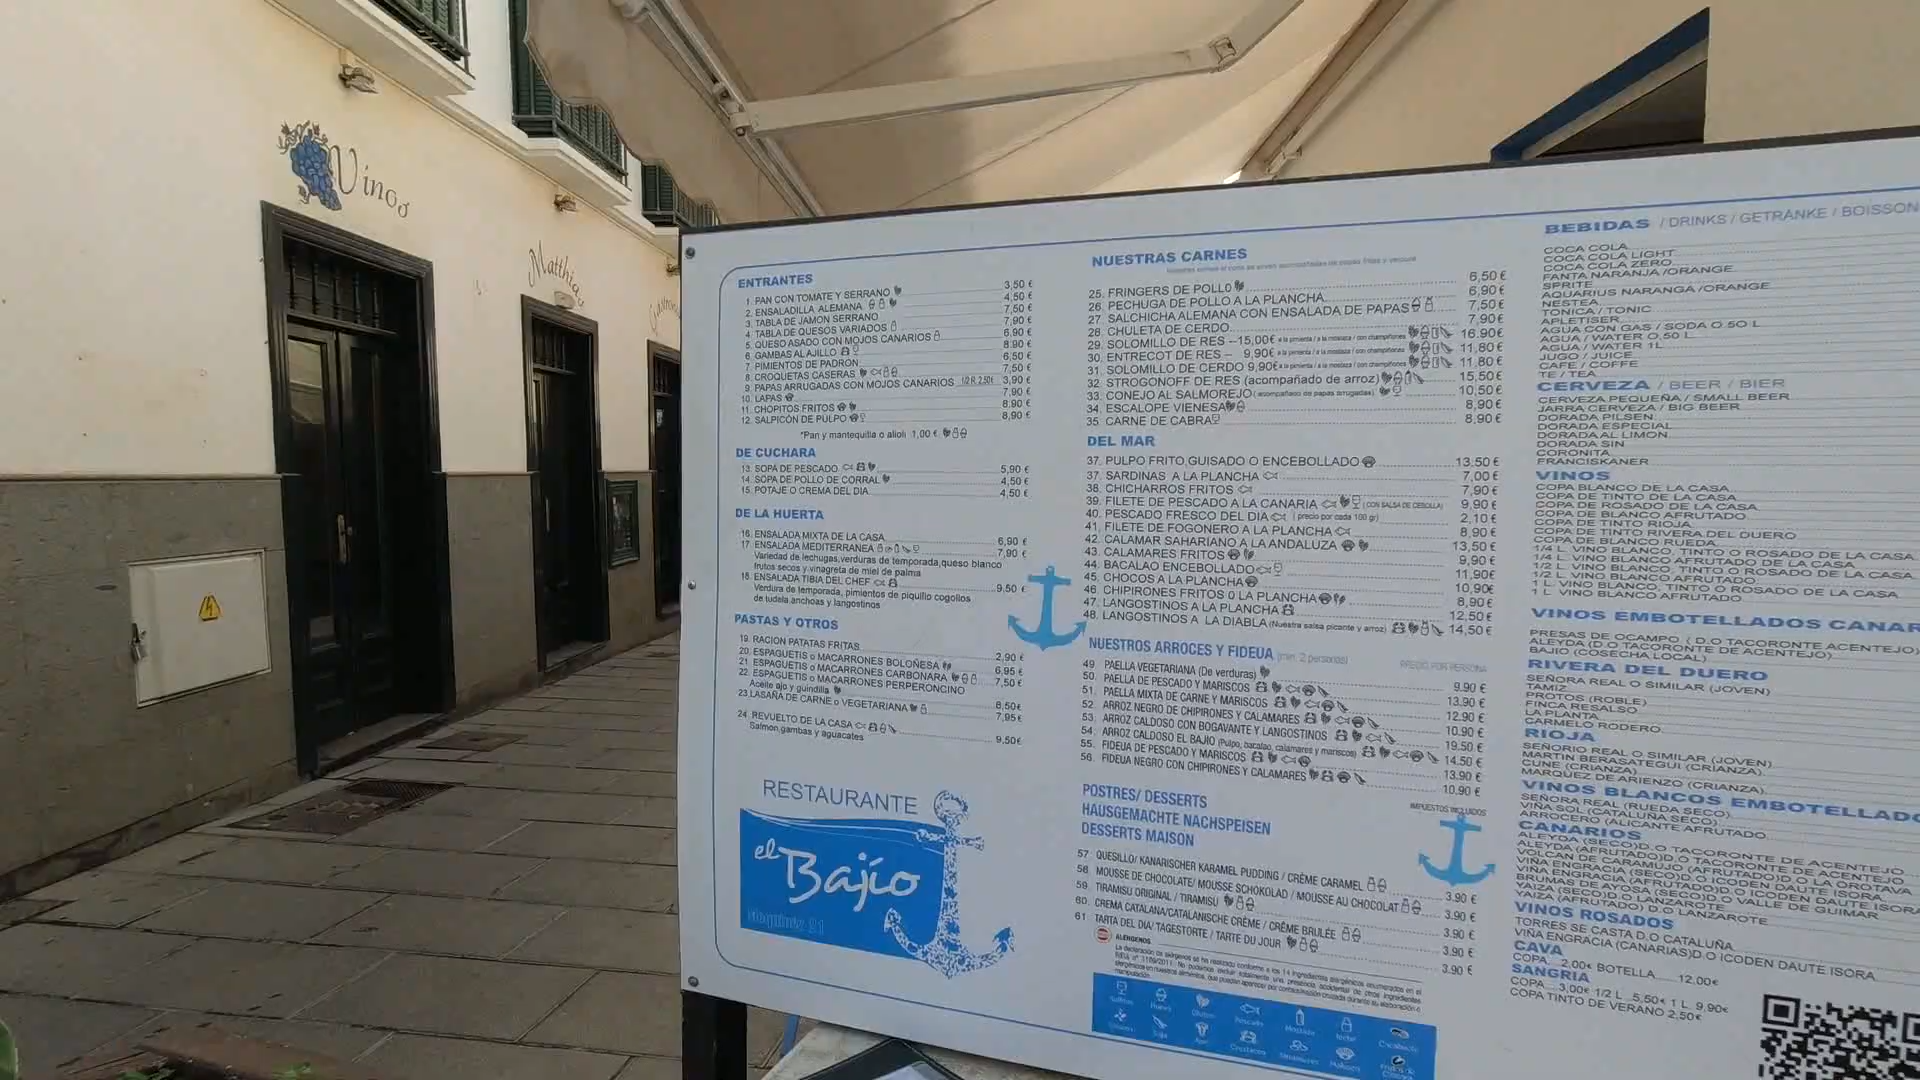 Vinos
Matthias
ENTRANTES
1. PAN CON TOMATE Y SERRANO 3,50 €
2. ENSALADILLA ALEMANA 4,50 €
3. TABLA DE JAMON SERRANO 7,50 €
4. TABLA DE QUESOS VARIADOS 7,90 €
5. QUESO ASADO CON MOJOS CANARIOS 6.90 €
6. GAMBAS AL AJILLO 8.90 €
7. PIMIENTOS DE PADRON 6,50 €
8. CROQUETAS CASERAS 7,50 €
9. PAPAS ARRUGADAS CON MOJOS CANARIOS 1/2 R. 2,50€ 3,90 €
10. LAPAS 7,90 €
11. CHOPITOS FRITOS 8,90 €
12. SALPICÓN DE PULPO 8,90 €
*Pan y mantequilla o alioli 1,00 €
DE CUCHARA
13. SOPA DE PESCADO 5,90 €
14. SOPA DE POLLO DE CORRAL 4,50 €
15. POTAJE O CREMA DEL DIA 4,50 €
DE LA HUERTA
16. ENSALADA MIXTA DE LA CASA 6,90 €
17. ENSALADA MEDITERRANEA 7,90 €
Variedad de lechugas,verduras de temporada,queso blanco
frutos secos y vinagreta de miel de palma
18. ENSALADA TIBIA DEL CHEF 9,50 €
Verdura de temporada, pimientos de piquillo cogollos
de tudela,anchoas y langostinos
PASTAS Y OTROS
19. RACION PATATAS FRITAS 2,90 €
20. ESPAGUETIS o MACARRONES BOLOÑESA 6,95 €
21. ESPAGUETIS o MACARRONES CARBONARA 7,50 €
22. ESPAGUETIS o MACARRONES PERPERONCINO
Aceite ajo y guindilla 8,50€
23. LASAÑA DE CARNE o VEGETARIANA 7,95€
24. REVUELTO DE LA CASA
Salmon,gambas y aguacates 9,50€
RESTAURANTE
el Bajío
NUESTRAS CARNES
25. FRINGERS DE POLLO 6,50 €
26. PECHUGA DE POLLO A LA PLANCHA 6,90 €
27. SALCHICHA ALEMANA CON ENSALADA DE PAPAS 7,50 €
28. CHULETA DE CERDO 7,90 €
29. SOLOMILLO DE RES –15,00€ a la pimienta / a la mostaza / con champiñones 16,90€
30. ENTRECOT DE RES – 9,90€ a la pimienta / a la mostaza / con champiñones 11,80 €
31. SOLOMILLO DE CERDO 9,90€ a la pimienta / a la mostaza / con champiñones 11,80 €
32. STROGONOFF DE RES (acompañado de arroz) 15,50 €
33. CONEJO AL SALMOREJO (acompañado de papas arrugadas) 10,50 €
34. ESCALOPE VIENESA 8,90 €
35. CARNE DE CABRA 8,90 €
DEL MAR
37. PULPO FRITO,GUISADO O ENCEBOLLADO 13.50 €
37. SARDINAS A LA PLANCHA 7,00 €
38. CHICHARROS FRITOS 7,90 €
39. FILETE DE PESCADO A LA CANARIA (CON SALSA DE CEBOLLA) 9,90 €
40. PESCADO FRESCO DEL DIA ( precio por cada 100 gr) 2,10 €
41. FILETE DE FOGONERO A LA PLANCHA 8,90 €
42. CALAMAR SAHARIANO A LA ANDALUZA 13,50 €
43. CALAMARES FRITOS 9,90 €
44. BACALAO ENCEBOLLADO 11,90€
45. CHOCOS A LA PLANCHA 10,90€
46. CHIPIRONES FRITOS O LA PLANCHA 8,90 €
47. LANGOSTINOS A LA PLANCHA 12,50 €
48. LANGOSTINOS A LA DIABLA (Nuestra salsa picante y arroz) 14,50 €
NUESTROS ARROCES Y FIDEUA (min. 2 personas) PRECIO POR PERSONA
49 PAELLA VEGETARIANA (De verduras) 9.90 €
50. PAELLA DE PESCADO Y MARISCOS 13.90 €
51. PAELLA MIXTA DE CARNE Y MARISCOS 12.90 €
52. ARROZ NEGRO DE CHIPIRONES Y CALAMARES 10.90 €
53. ARROZ CALDOSO CON BOGAVANTE Y LANGOSTINOS 19.50 €
54. ARROZ CALDOSO EL BAJIO (Pulpo, bacalao, calamares y mariscos) 14.50 €
55. FIDEUA DE PESCADO Y MARISCOS 13.90 €
56. FIDEUA NEGRO CON CHIPIRONES Y CALAMARES 10,90 €
IMPUESTOS INCLUIDOS
POSTRES/ DESSERTS
HAUSGEMACHTE NACHSPEISEN
DESSERTS MAISON
57 QUESILLO/ KANARISCHER KARAMEL PUDDING / CRÈME CARAMEL 3.90 €
58 MOUSSE DE CHOCOLATE/ MOUSSE SCHOKOLAD / MOUSSE AU CHOCOLAT 3.90 €
59 TIRAMISU ORIGINAL / TIRAMISU 3.90 €
60. CREMA CATALANA/CATALANISCHE CRÈME / CRÈME BRULÉE 3.90 €
61 TARTA DEL DIA/ TAGESTORTE / TARTE DU JOUR 3.90 €
ALÉRGENOS
BEBIDAS / DRINKS / GETRÄNKE / BOISSON
COCA COLA
COCA COLA LIGHT
COCA COLA ZERO
FANTA NARANJA /ORANGE
SPRITE
AQUARIUS NARANGA /ORANGE
NESTEA
TONICA / TONIC
APLETISER
AGUA CON GAS / SODA O.5O L
AGUA / WATER O,5O L
AGUA / WATER 1L
JUGO / JUICE
CAFE / COFFE
TE / TEA
CERVEZA / BEER / BIER
CERVEZA PEQUEÑA / SMALL BEER
JARRA CERVEZA / BIG BEER
DORADA PILSEN
DORADA ESPECIAL
DORADA AL LIMON
DORADA SIN
CORONITA
FRANCISKANER
VINOS
COPA BLANCO DE LA CASA
COPA DE TINTO DE LA CASA
COPA DE ROSADO DE LA CASA
COPA DE BLANCO AFRUTADO
COPA DE TINTO RIOJA
COPA DE TINTO RIVERA DEL DUERO
COPA DE BLANCO RUEDA
1/4 L. VINO BLANCO, TINTO O ROSADO DE LA CASA
1/4 L. VINO BLANCO AFRUTADO DE LA CASA
1/2 L. VINO BLANCO, TINTO O ROSADO DE LA CASA
1/2 L. VINO BLANCO AFRUTADO
1 L. VINO BLANCO, TINTO O ROSADO DE LA CASA
1 L. VINO BLANCO AFRUTADO
VINOS EMBOTELLADOS CANAR
PRESAS DE OCAMPO ( D.O TACORONTE ACENTEJO)
ALEYDA (D.O TACORONTE DE ACENTEJO)
BAJIO (COSECHA LOCAL)
RIVERA DEL DUERO
SEÑORA REAL O SIMILAR (JOVEN)
TAMIZ
PROTOS (ROBLE)
FINCA RESALSO
LA PLANTA
CARMELO RODERO
RIOJA
SEÑORIO REAL O SIMILAR (JOVEN)
MARTIN BERASATEGUI (CRIANZA)
CUNE (CRIANZA)
MARQUEZ DE ARIENZO (CRIANZA)
VINOS BLANCOS EMBOTELLADO
SEÑORA REAL (RUEDA SECO)
VIÑA SOL (CATALUÑA SECO)
ARROCERO (ALICANTE AFRUTADO
CANARIOS
ALEYDA (SECO)D.O TACORONTE DE ACENTEJO
ALEYDA (AFRUTADO)D.O TACORONTE DE ACENTEJO
VOLCAN DE CARAMUJO (AFRUTADO) O LA OROTAVA
VIÑA ENGRACIA (SECO)D.O ICODEN DAUTE ISORA
VIÑA ENGRACIA (AFRUTADO)D.O ICODEN DAUTE ISORA
BRUMAS DE AYOSA (SECO)D.O VALLE DE GUIMAR
YAIZA (SECO)D.O LANZAROTE
YAIZA (AFRUTADO) D.O LANZAROTE
VINOS ROSADOS
TORRES SE CASTA D.O CATALUÑA
VIÑA ENGRACIA (CANARIAS)D.O ICODEN DAUTE ISORA
CAVA
COPA 2,00€ BOTELLA 12,00€
SANGRIA
COPA 3,00€ 1/2 L 5,50€ 1 L 9,90€
COPA TINTO DE VERANO 2,50€